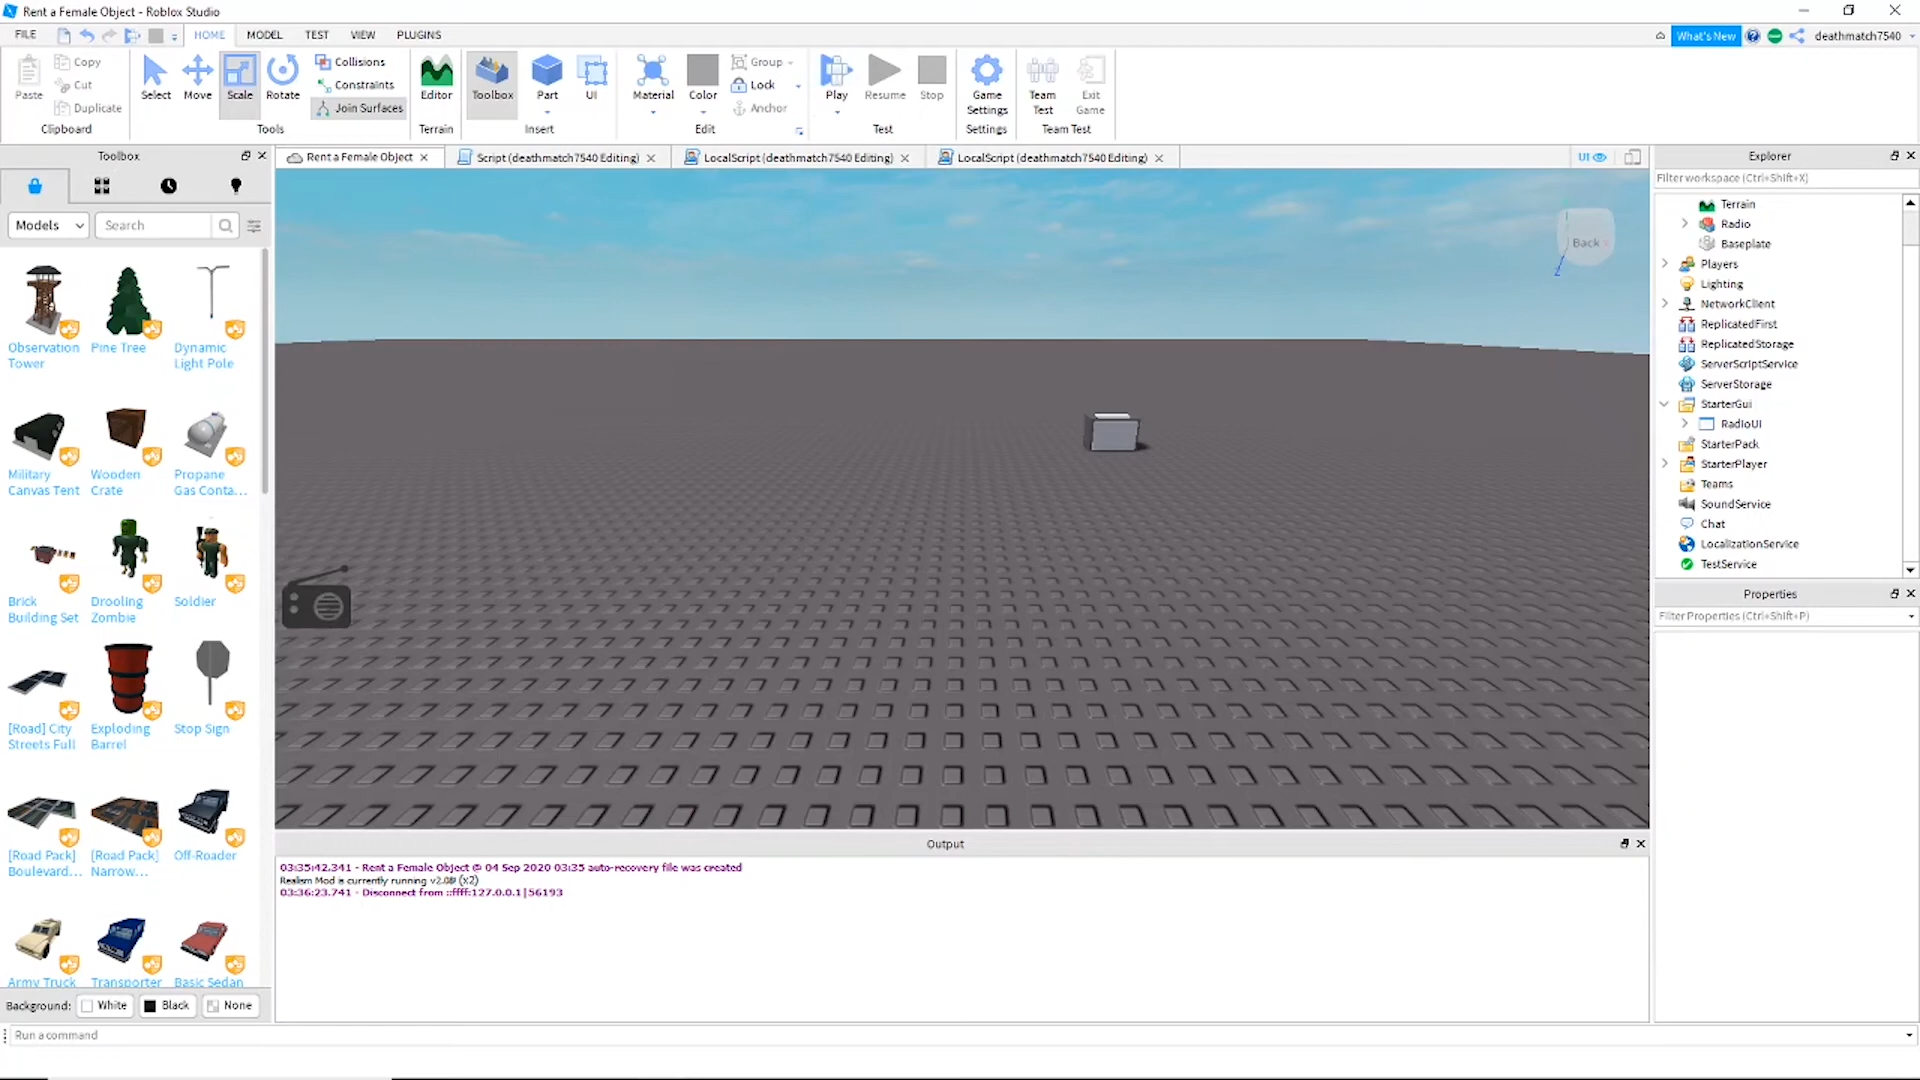 Rent a Female Object - Roblox Studio
FILE HOME MODEL TEST VIEW PLUGINS What's New deathmatch7540
Paste Copy Cut Duplicate
Select Move Scale Rotate
Collisions
Constraints
Join Surfaces
Editor Toolbox Part UI
Material Color Group Lock Anchor
Play Resume Stop
Game Settings Team Test Exit Game
Clipboard Tools Terrain Insert Edit Test Settings Team Test
Toolbox
Rent a Female Object Script (deathmatch7540 Editing) LocalScript (deathmatch7540 Editing) LocalScript (deathmatch7540 Editing) UI
Models Search
Observation Tower
Pine Tree
Dynamic Light Pole
Military Canvas Tent
Wooden Crate
Propane Gas Conta...
Brick Building Set
Drooling Zombie
Soldier
[Road] City Streets Full
Exploding Barrel
Stop Sign
[Road Pack] Boulevard...
[Road Pack] Narrow...
Off-Roader
Army Truck
Transporter
Basic Sedan
Background: White Black None
Back
Output
03:35:42.341 - Rent a Female Object @ 04 Sep 2020 03:35 auto-recovery file was created
Realism Mod is currently running v2.08! (x2)
03:36:23.741 - Disconnect from ::ffff:127.0.0.1|56193
Run a command
Explorer
Filter workspace (Ctrl+Shift+X)
Terrain
Radio
Baseplate
Players
Lighting
NetworkClient
ReplicatedFirst
ReplicatedStorage
ServerScriptService
ServerStorage
StarterGui
RadioUI
StarterPack
StarterPlayer
Teams
SoundService
Chat
LocalizationService
TestService
Properties
Filter Properties (Ctrl+Shift+P)